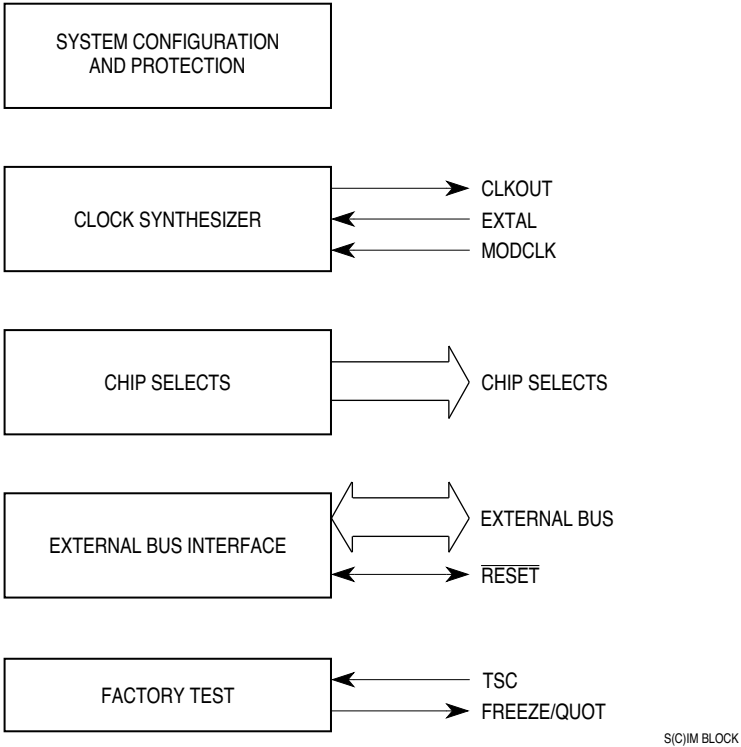 SYSTEM CONFIGURATION
AND PROTECTION
CLOCK SYNTHESIZER
CLKOUT
EXTAL
MODCLK
CHIP SELECTS
CHIP SELECTS
EXTERNAL BUS INTERFACE
EXTERNAL BUS
RESET
FACTORY TEST
TSC
FREEZE/QUOT
S(C)IM BLOCK